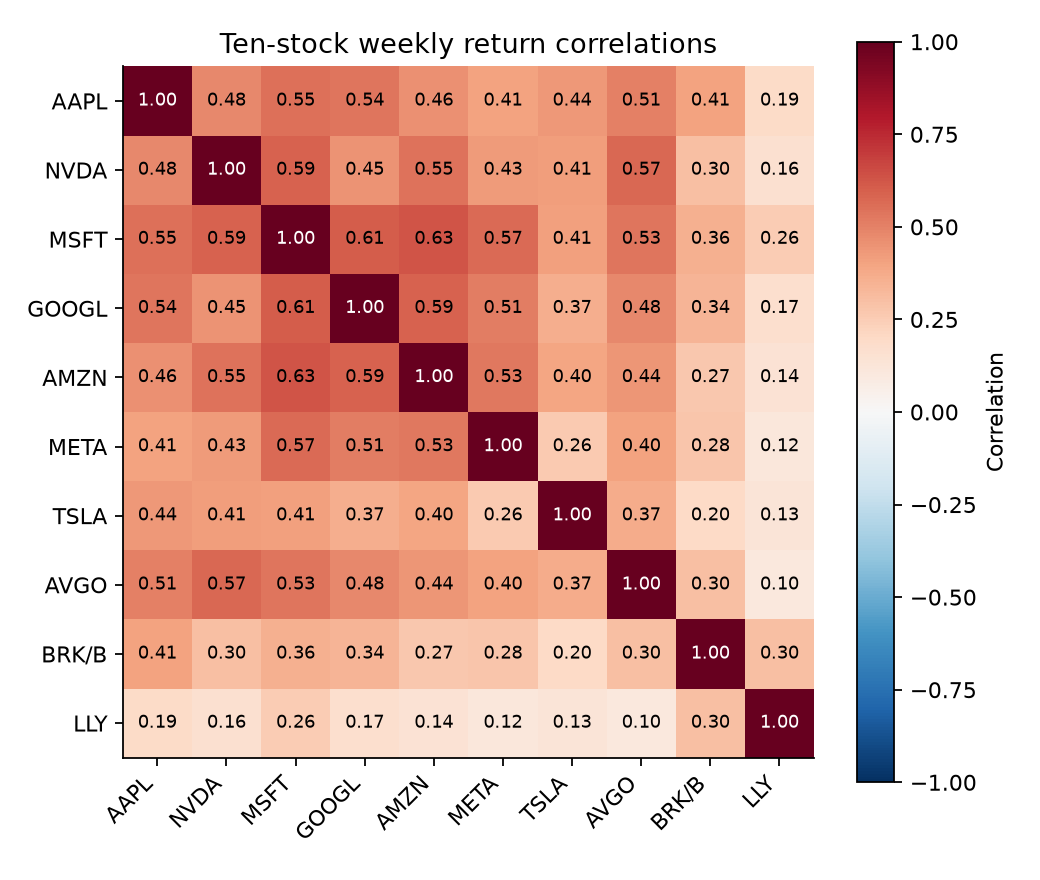 Ten-stock weekly return correlations
AAPL 1.00 0.48 0.55 0.54 0.46 0.41 0.44 0.51 0.41 0.19
NVDA 0.48 1.00 0.59 0.45 0.55 0.43 0.41 0.57 0.30 0.16
MSFT 0.55 0.59 1.00 0.61 0.63 0.57 0.41 0.53 0.36 0.26
GOOGL 0.54 0.45 0.61 1.00 0.59 0.51 0.37 0.48 0.34 0.17
AMZN 0.46 0.55 0.63 0.59 1.00 0.53 0.40 0.44 0.27 0.14
META 0.41 0.43 0.57 0.51 0.53 1.00 0.26 0.40 0.28 0.12
TSLA 0.44 0.41 0.41 0.37 0.40 0.26 1.00 0.37 0.20 0.13
AVGO 0.51 0.57 0.53 0.48 0.44 0.40 0.37 1.00 0.30 0.10
BRK/B 0.41 0.30 0.36 0.34 0.27 0.28 0.20 0.30 1.00 0.30
LLY 0.19 0.16 0.26 0.17 0.14 0.12 0.13 0.10 0.30 1.00
AAPL NVDA MSFT GOOGL AMZN META TSLA AVGO BRK/B LLY
1.00
0.75
0.50
0.25
0.00
−0.25
−0.50
−0.75
−1.00
Correlation